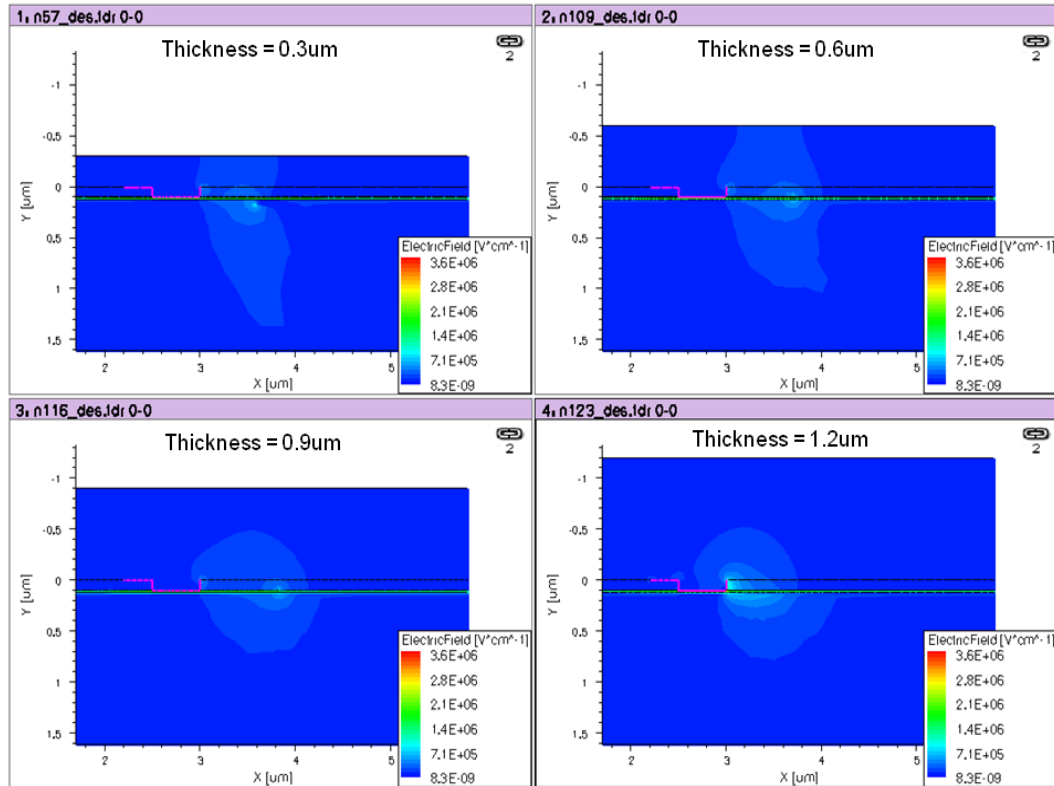 1: n57_des.tdr 0-0
Thickness = 0.3um
2
-1
-0.5
0
0.5
1
1.5
Y [um]
2
3
4
5
X [um]
ElectricField [V*cm^-1]
3.6E+06
2.8E+06
2.1E+06
1.4E+06
7.1E+05
8.3E-09
2: n109_des.tdr 0-0
Thickness = 0.6um
2
-1
-0.5
0
0.5
1
1.5
Y [um]
2
3
4
5
X [um]
ElectricField [V*cm^-1]
3.6E+06
2.8E+06
2.1E+06
1.4E+06
7.1E+05
8.3E-09
3: n116_des.tdr 0-0
Thickness = 0.9um
2
-1
-0.5
0
0.5
1
1.5
Y [um]
2
3
4
5
X [um]
ElectricField [V*cm^-1]
3.6E+06
2.8E+06
2.1E+06
1.4E+06
7.1E+05
8.3E-09
4: n123_des.tdr 0-0
Thickness = 1.2um
2
-1
-0.5
0
0.5
1
1.5
Y [um]
2
3
4
5
X [um]
ElectricField [V*cm^-1]
3.6E+06
2.8E+06
2.1E+06
1.4E+06
7.1E+05
8.3E-09